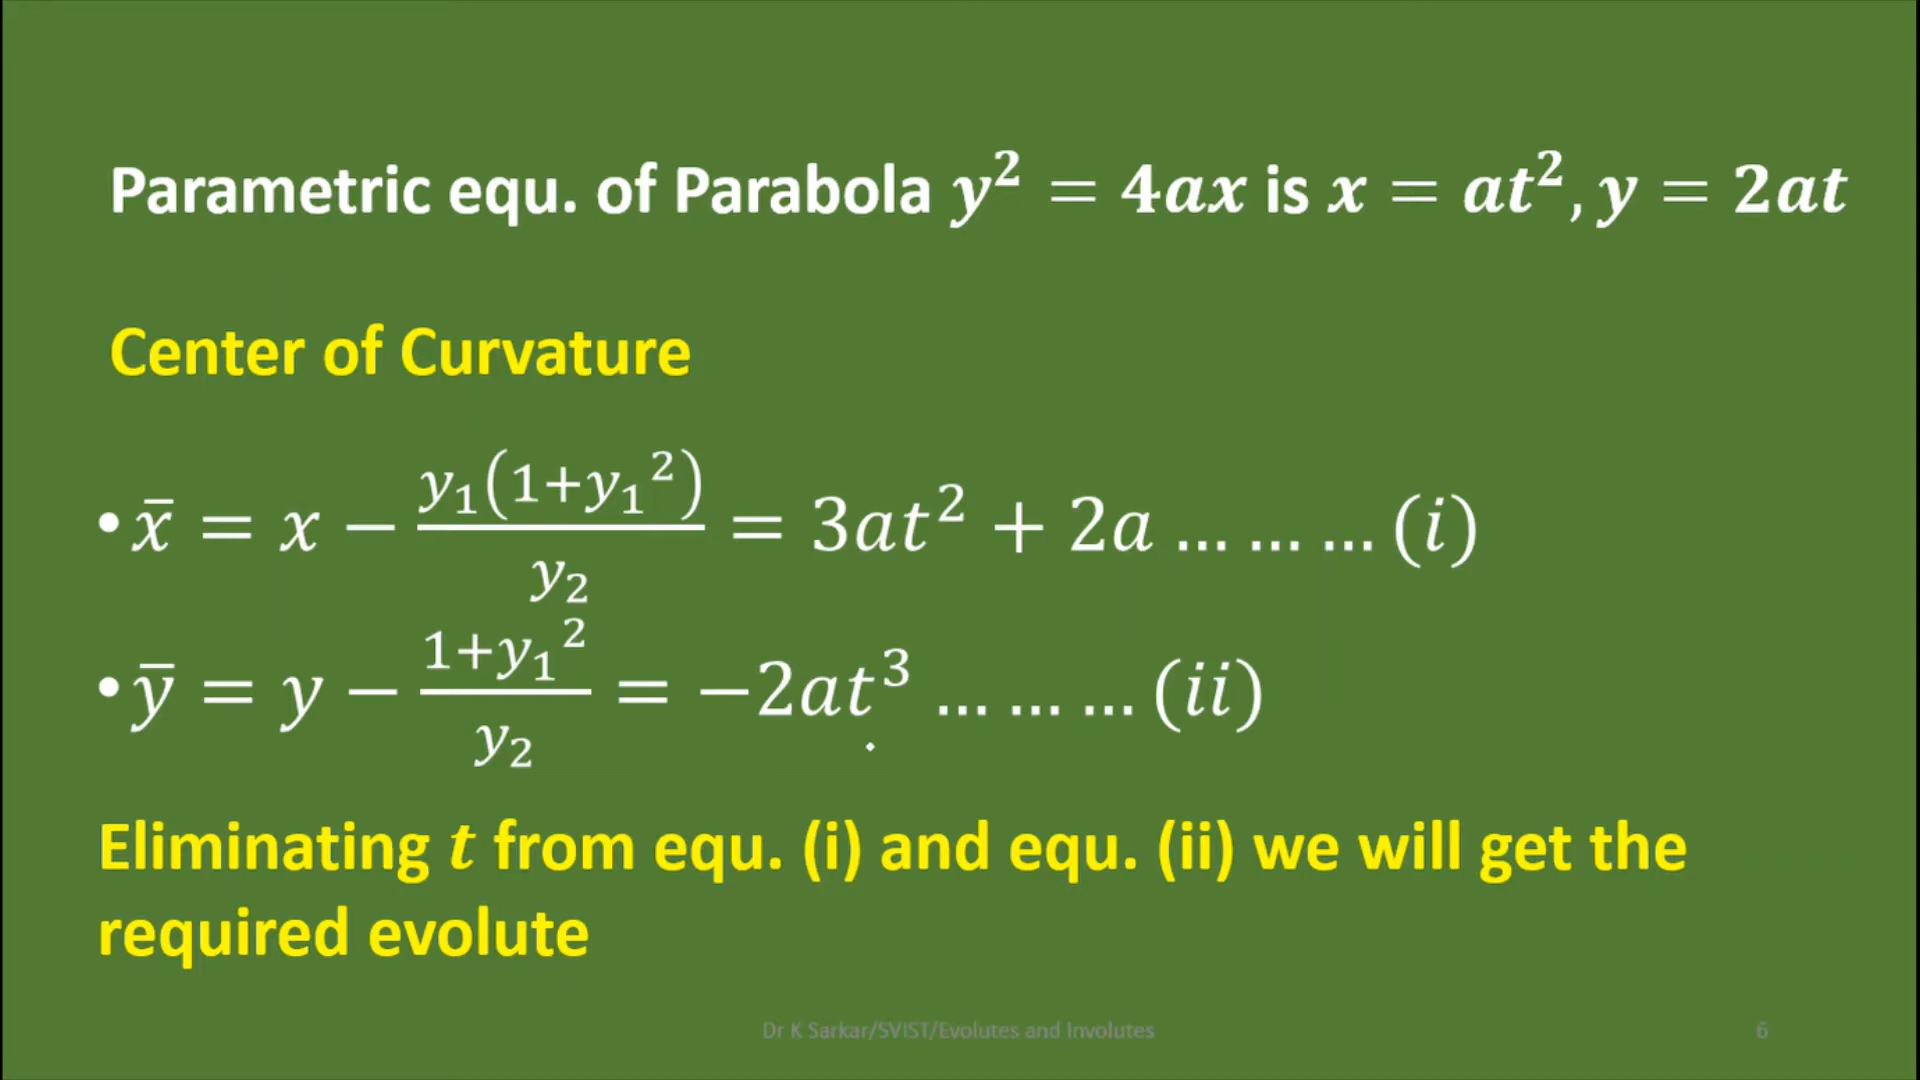 Parametric equ. of Parabola y² = 4ax is x = at², y = 2at
Center of Curvature
• x̄ = x − y₁(1+y₁²)/y₂ = 3at² + 2a ... ... ... (i)
• ȳ = y − (1+y₁²)/y₂ = −2at³ ... ... ... (ii)
Eliminating t from equ. (i) and equ. (ii) we will get the
required evolute
Dr K Sarkar/SVIST/Evolutes and Involutes 6